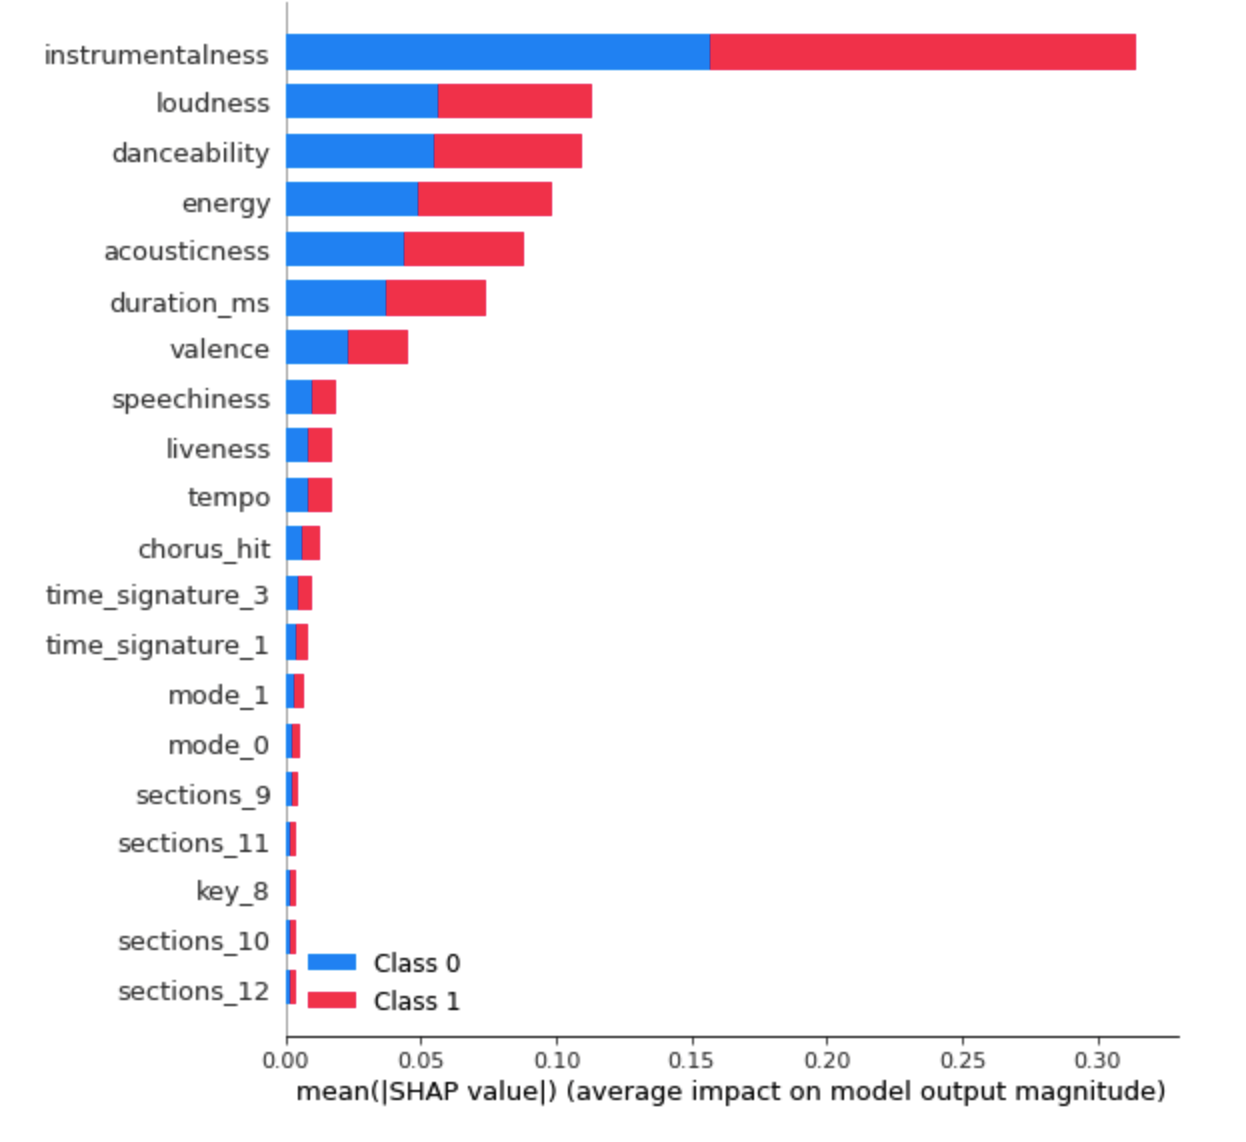 instrumentalness
loudness
danceability
energy
acousticness
duration_ms
valence
speechiness
liveness
tempo
chorus_hit
time_signature_3
time_signature_1
mode_1
mode_0
sections_9
sections_11
key_8
sections_10
sections_12
Class 0
Class 1
0.00 0.05 0.10 0.15 0.20 0.25 0.30
mean(|SHAP value|) (average impact on model output magnitude)